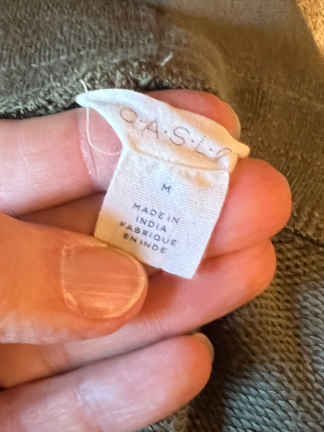 C·A·S·L·
M
MADE IN
INDIA
FABRIQUE
EN INDE